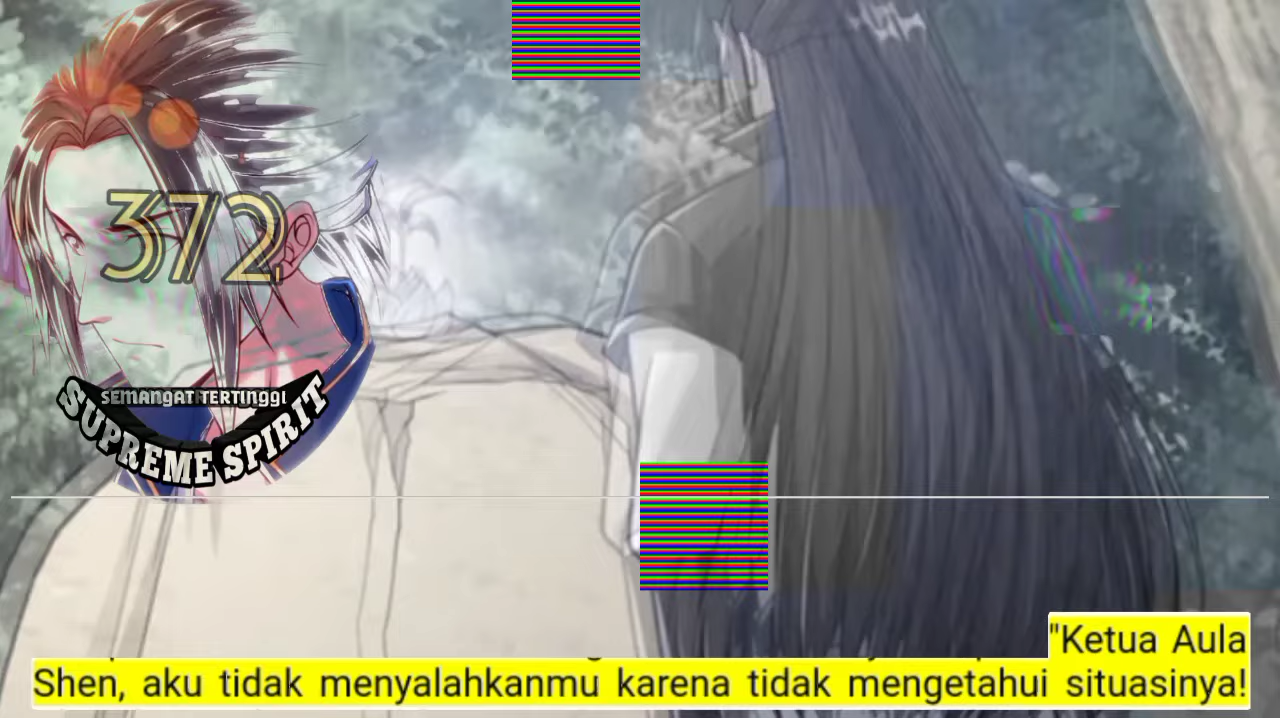 372
SEMANGAT TERTINGGI
SUPREME SPIRIT
"Ketua Aula
Shen, aku tidak menyalahkanmu karena tidak mengetahui situasinya!